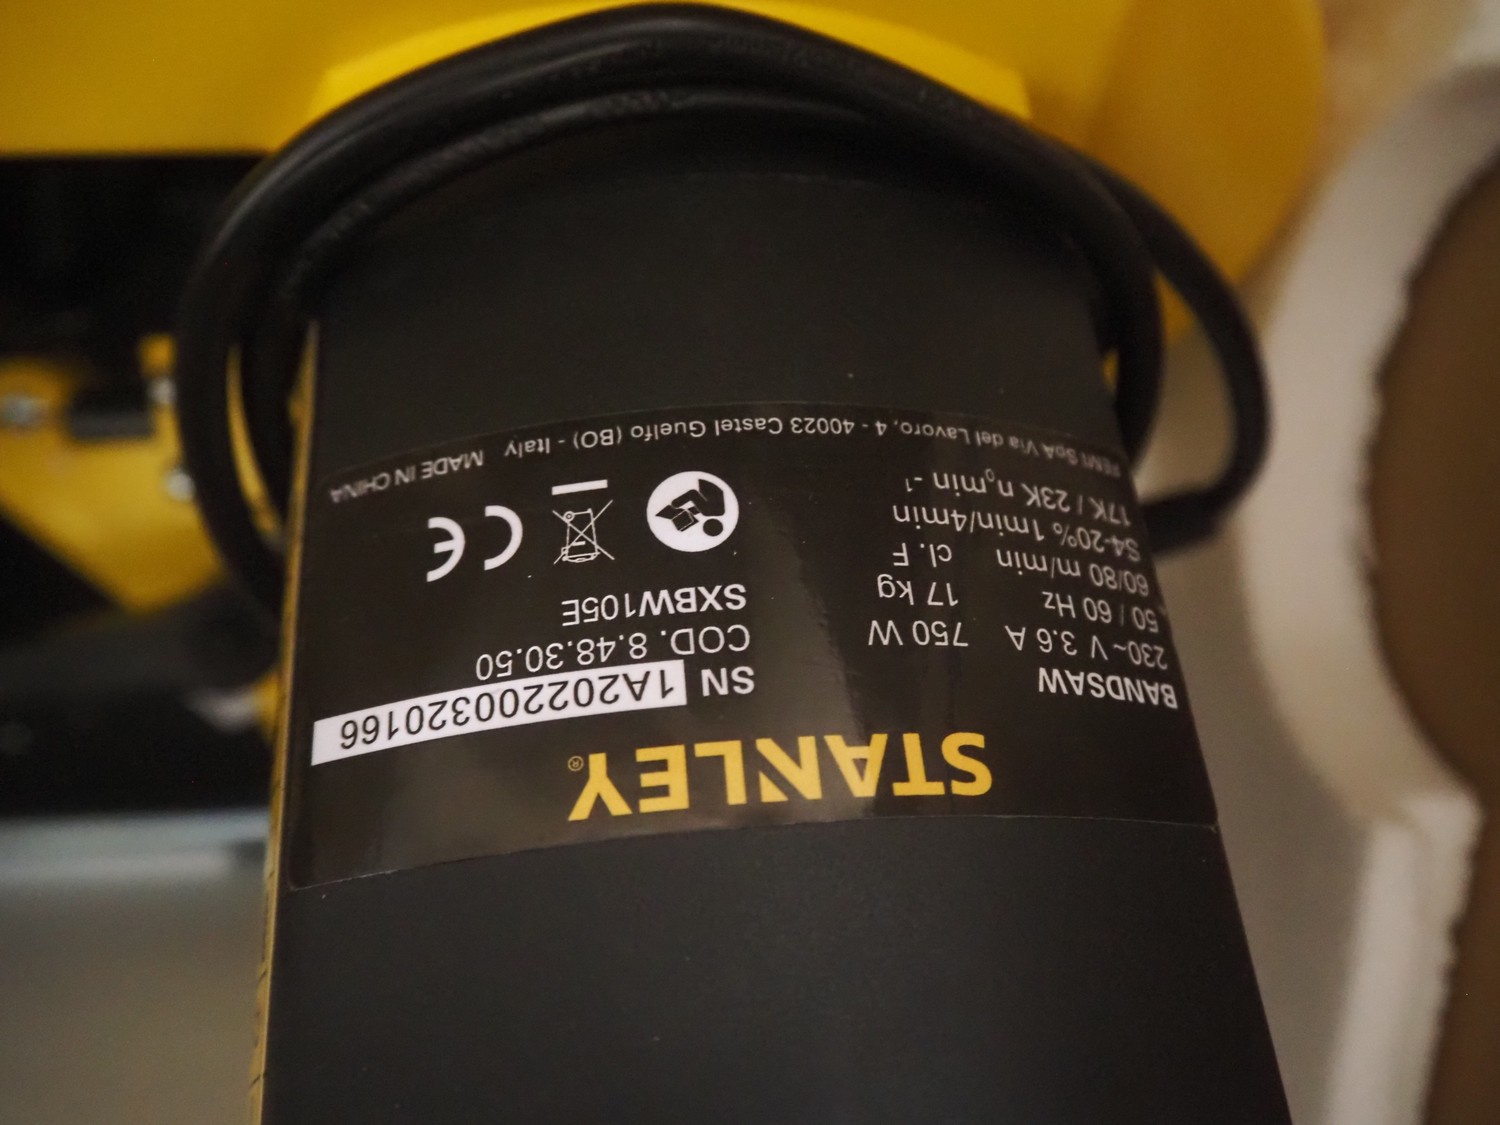 STANLEY®
BANDSAW
230~V 3.6 A 750 W
50 / 60 Hz 17 kg
60/80 m/min cl. F
S4-20% 1min/4min
17K / 23K n₀min⁻¹
SN 1A202200320166
COD. 8.48.30.50
SXBW105E
CE
FEMI SpA Via del Lavoro, 4 - 40023 Castel Guelfo (BO) - Italy MADE IN CHINA